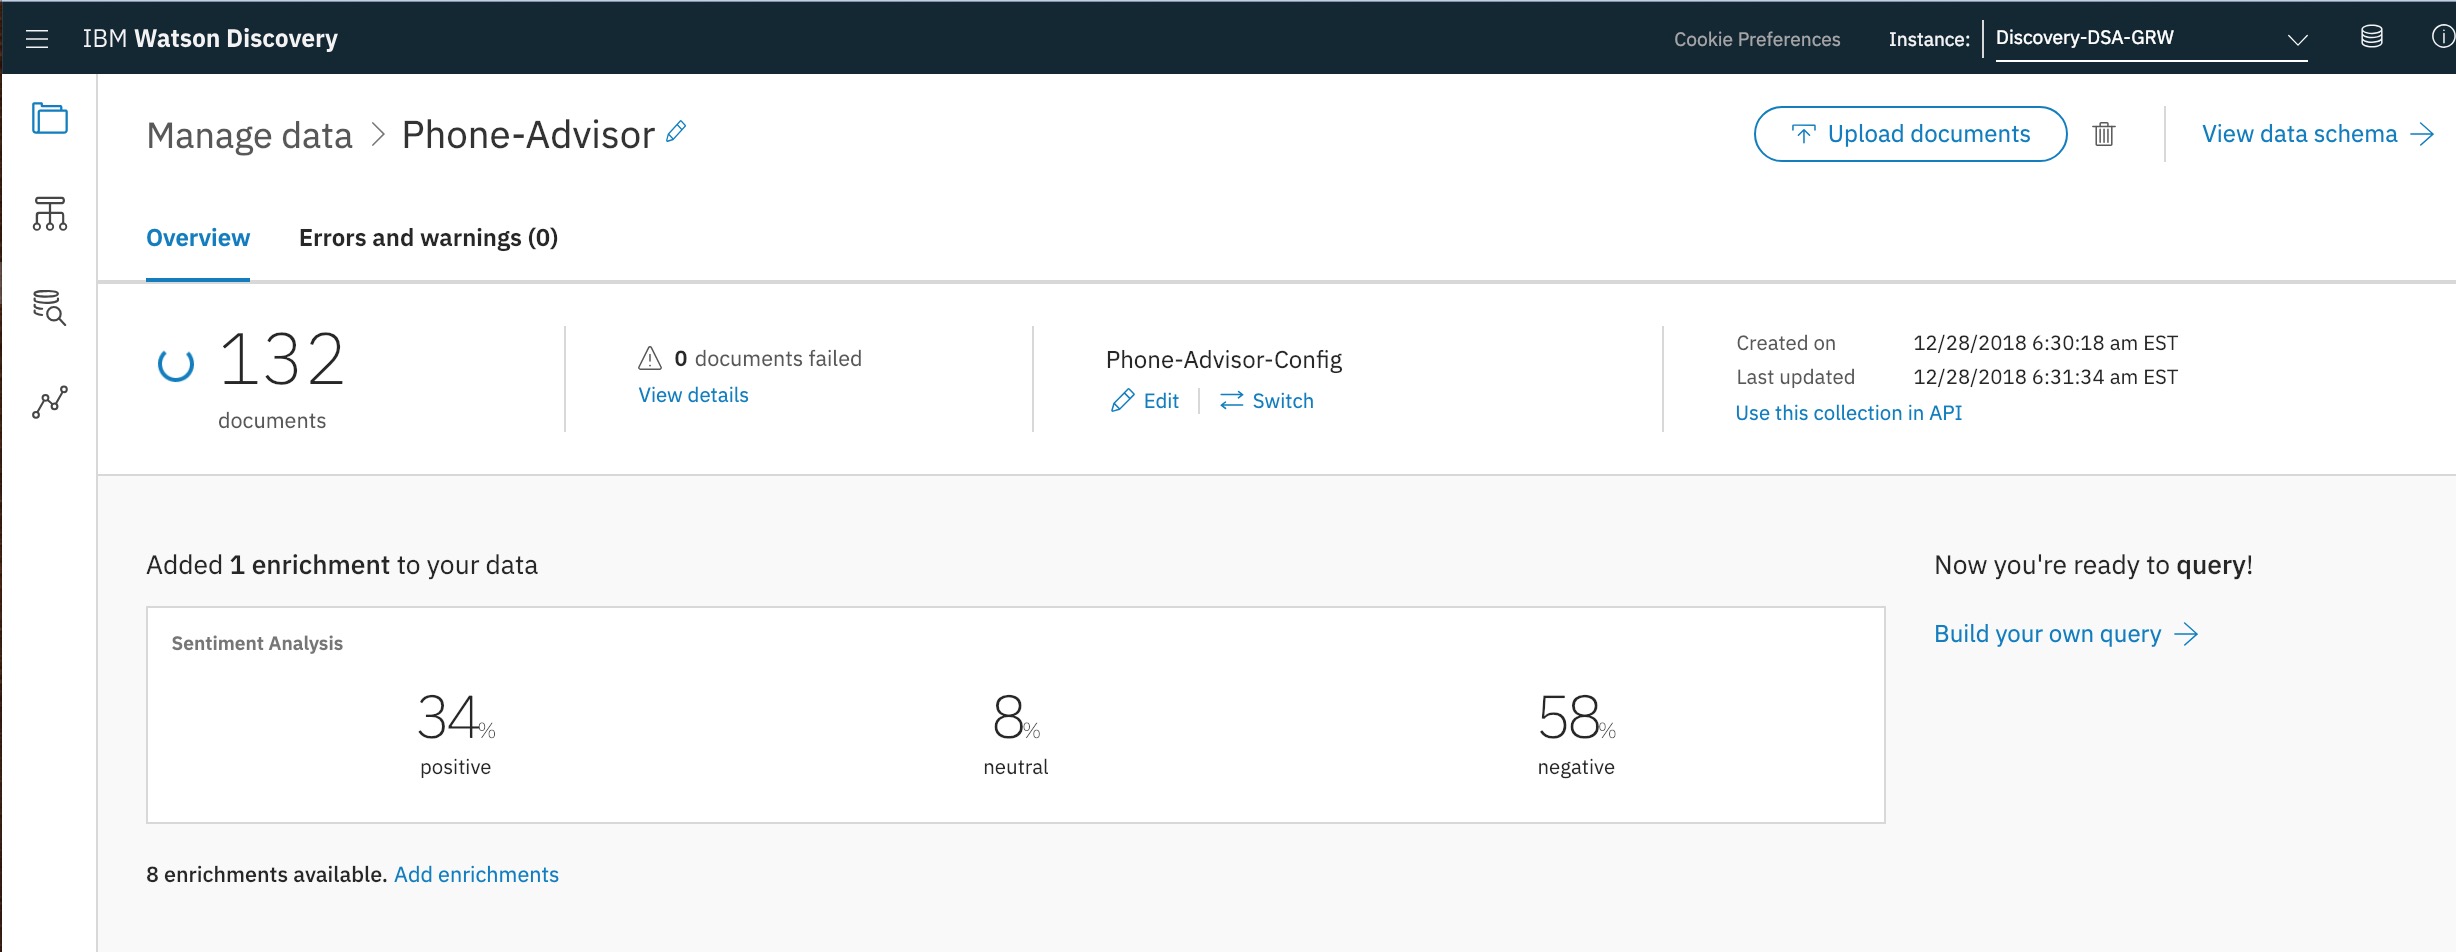 IBM Watson Discovery
Cookie Preferences
Instance:
Discovery-DSA-GRW
Manage data > Phone-Advisor
Upload documents
View data schema
Overview
Errors and warnings (0)
132
documents
0 documents failed
View details
Phone-Advisor-Config
Edit
Switch
Created on 12/28/2018 6:30:18 am EST
Last updated 12/28/2018 6:31:34 am EST
Use this collection in API
Added 1 enrichment to your data
Now you're ready to query!
Build your own query
Sentiment Analysis
34%
positive
8%
neutral
58%
negative
8 enrichments available. Add enrichments